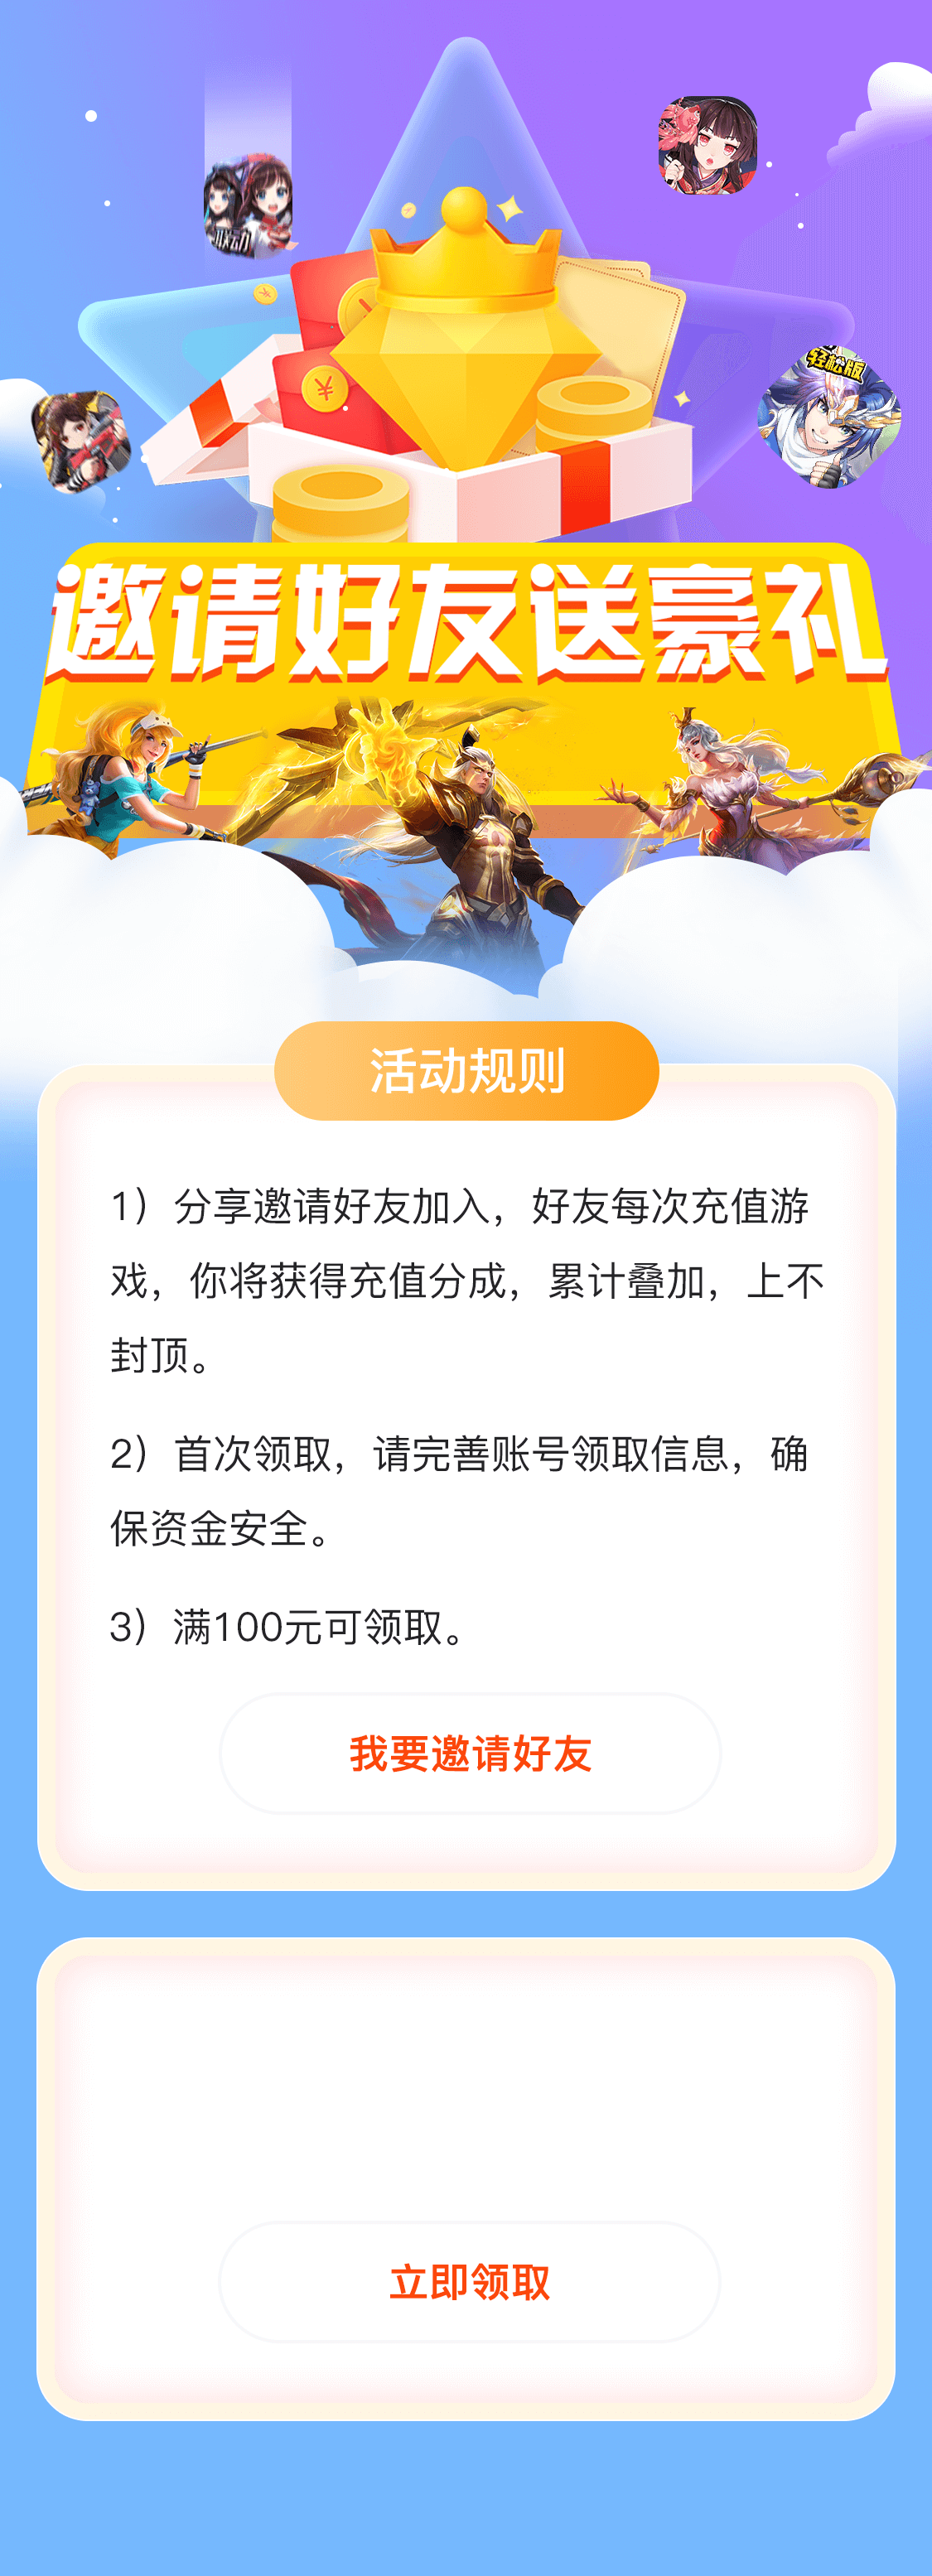 轻松版
邀请好友送豪礼
活动规则
1）分享邀请好友加入，好友每次充值游
戏，你将获得充值分成，累计叠加，上不
封顶。
2）首次领取，请完善账号领取信息，确
保资金安全。
3）满100元可领取。
我要邀请好友
立即领取